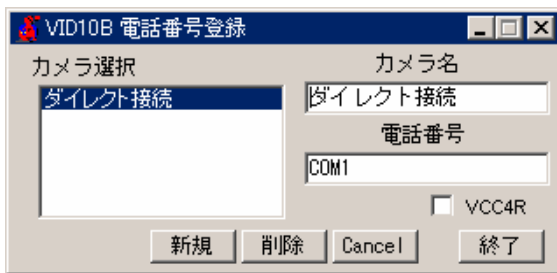 VID10B 電話番号登録
カメラ選択
ダイレクト接続
カメラ名
ダイレクト接続
電話番号
COM1
VCC4R
新規 削除 Cancel 終了